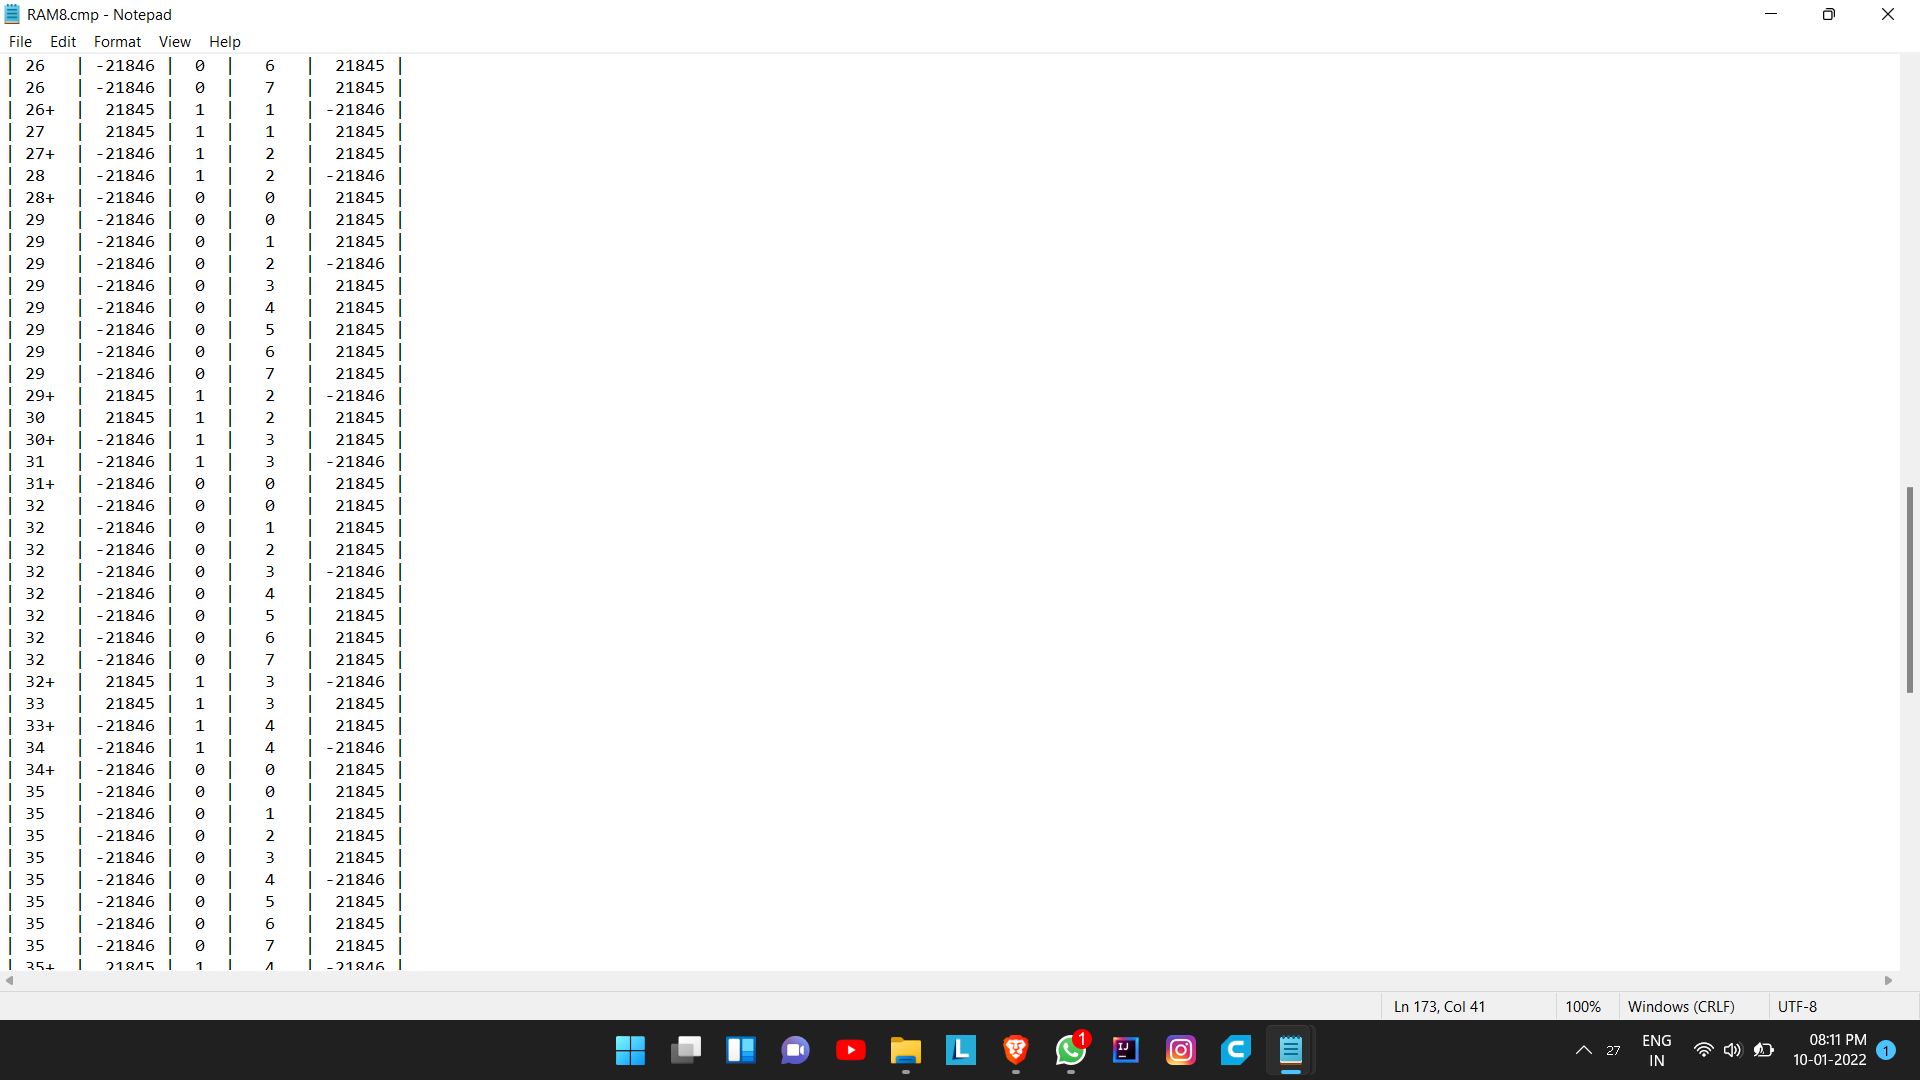 RAM8.cmp - Notepad
File Edit Format View Help
| 26 | -21846 | 0 | 6 | 21845 |
| 26 | -21846 | 0 | 7 | 21845 |
| 26+ | 21845 | 1 | 1 | -21846 |
| 27 | 21845 | 1 | 1 | 21845 |
| 27+ | -21846 | 1 | 2 | 21845 |
| 28 | -21846 | 1 | 2 | -21846 |
| 28+ | -21846 | 0 | 0 | 21845 |
| 29 | -21846 | 0 | 0 | 21845 |
| 29 | -21846 | 0 | 1 | 21845 |
| 29 | -21846 | 0 | 2 | -21846 |
| 29 | -21846 | 0 | 3 | 21845 |
| 29 | -21846 | 0 | 4 | 21845 |
| 29 | -21846 | 0 | 5 | 21845 |
| 29 | -21846 | 0 | 6 | 21845 |
| 29 | -21846 | 0 | 7 | 21845 |
| 29+ | 21845 | 1 | 2 | -21846 |
| 30 | 21845 | 1 | 2 | 21845 |
| 30+ | -21846 | 1 | 3 | 21845 |
| 31 | -21846 | 1 | 3 | -21846 |
| 31+ | -21846 | 0 | 0 | 21845 |
| 32 | -21846 | 0 | 0 | 21845 |
| 32 | -21846 | 0 | 1 | 21845 |
| 32 | -21846 | 0 | 2 | 21845 |
| 32 | -21846 | 0 | 3 | -21846 |
| 32 | -21846 | 0 | 4 | 21845 |
| 32 | -21846 | 0 | 5 | 21845 |
| 32 | -21846 | 0 | 6 | 21845 |
| 32 | -21846 | 0 | 7 | 21845 |
| 32+ | 21845 | 1 | 3 | -21846 |
| 33 | 21845 | 1 | 3 | 21845 |
| 33+ | -21846 | 1 | 4 | 21845 |
| 34 | -21846 | 1 | 4 | -21846 |
| 34+ | -21846 | 0 | 0 | 21845 |
| 35 | -21846 | 0 | 0 | 21845 |
| 35 | -21846 | 0 | 1 | 21845 |
| 35 | -21846 | 0 | 2 | 21845 |
| 35 | -21846 | 0 | 3 | 21845 |
| 35 | -21846 | 0 | 4 | -21846 |
| 35 | -21846 | 0 | 5 | 21845 |
| 35 | -21846 | 0 | 6 | 21845 |
| 35 | -21846 | 0 | 7 | 21845 |
| 35+ | 21845 | 1 | 4 | -21846 |
Ln 173, Col 41 100% Windows (CRLF) UTF-8
L
1
IJ
C
27
ENG
IN
08:11 PM
10-01-2022
1